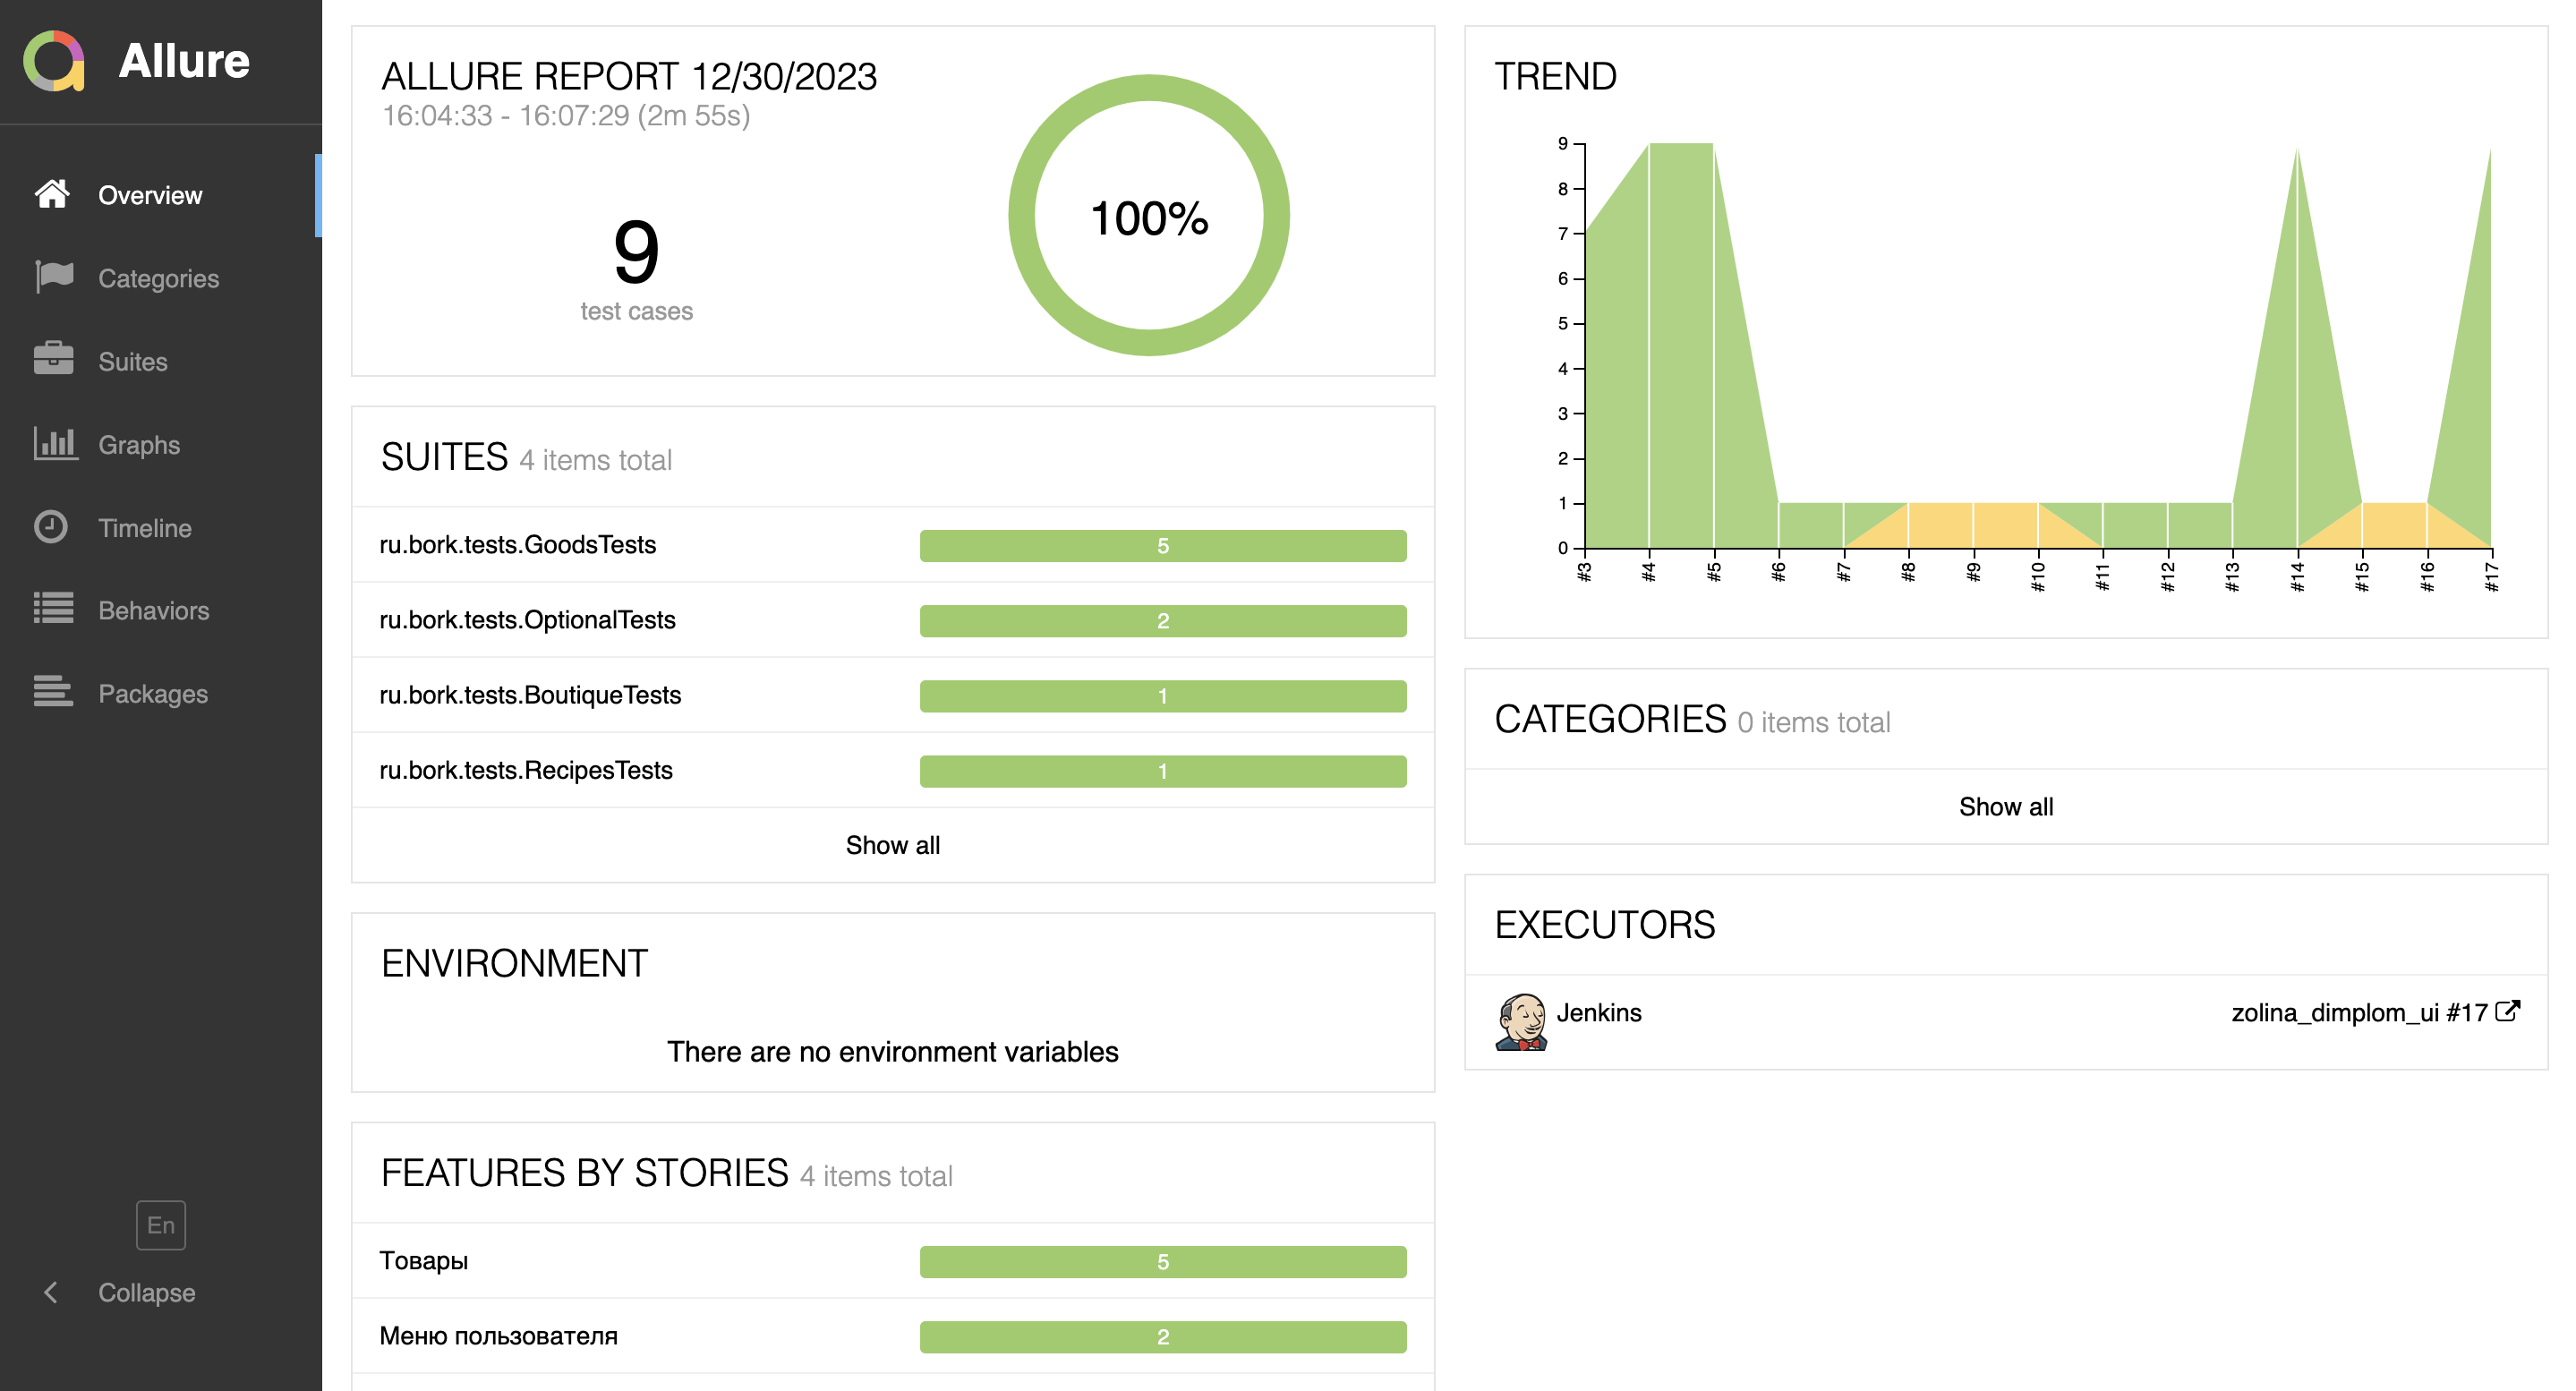 Allure
Overview
Categories
Suites
Graphs
Timeline
Behaviors
Packages
En
Collapse
ALLURE REPORT 12/30/2023
16:04:33 - 16:07:29 (2m 55s)
9
test cases
100%
SUITES 4 items total
ru.bork.tests.GoodsTests 5
ru.bork.tests.OptionalTests 2
ru.bork.tests.BoutiqueTests 1
ru.bork.tests.RecipesTests 1
Show all
ENVIRONMENT
There are no environment variables
FEATURES BY STORIES 4 items total
Товары 5
Меню пользователя 2
TREND
9
8
7
6
5
4
3
2
1
0
#3 #4 #5 #6 #7 #8 #9 #10 #11 #12 #13 #14 #15 #16 #17
CATEGORIES 0 items total
Show all
EXECUTORS
Jenkins zolina_dimplom_ui #17